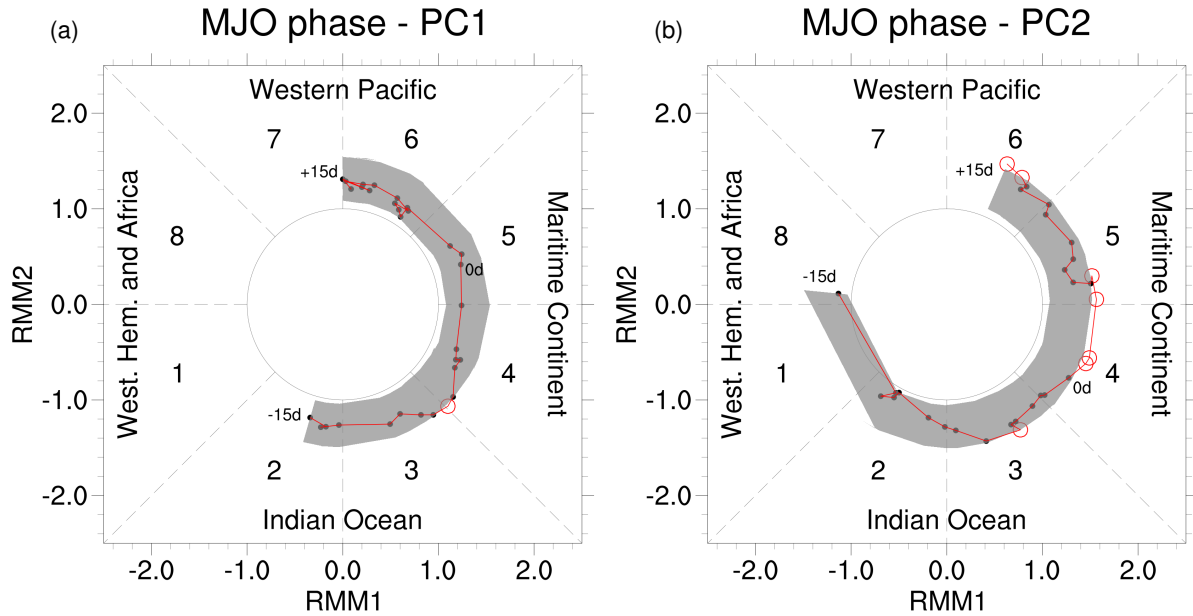 (a) MJO phase - PC1
Western Pacific
7 6
+15d
8 5
0d
1 4
-15d
2 3
Indian Ocean
West. Hem. and Africa
Maritime Continent
2.0
1.0
0.0
-1.0
-2.0
RMM2
-2.0 -1.0 0.0 1.0 2.0
RMM1
(b) MJO phase - PC2
Western Pacific
7 6
+15d
8 5
-15d
1 4
0d
2 3
Indian Ocean
West. Hem. and Africa
Maritime Continent
2.0
1.0
0.0
-1.0
-2.0
RMM2
-2.0 -1.0 0.0 1.0 2.0
RMM1